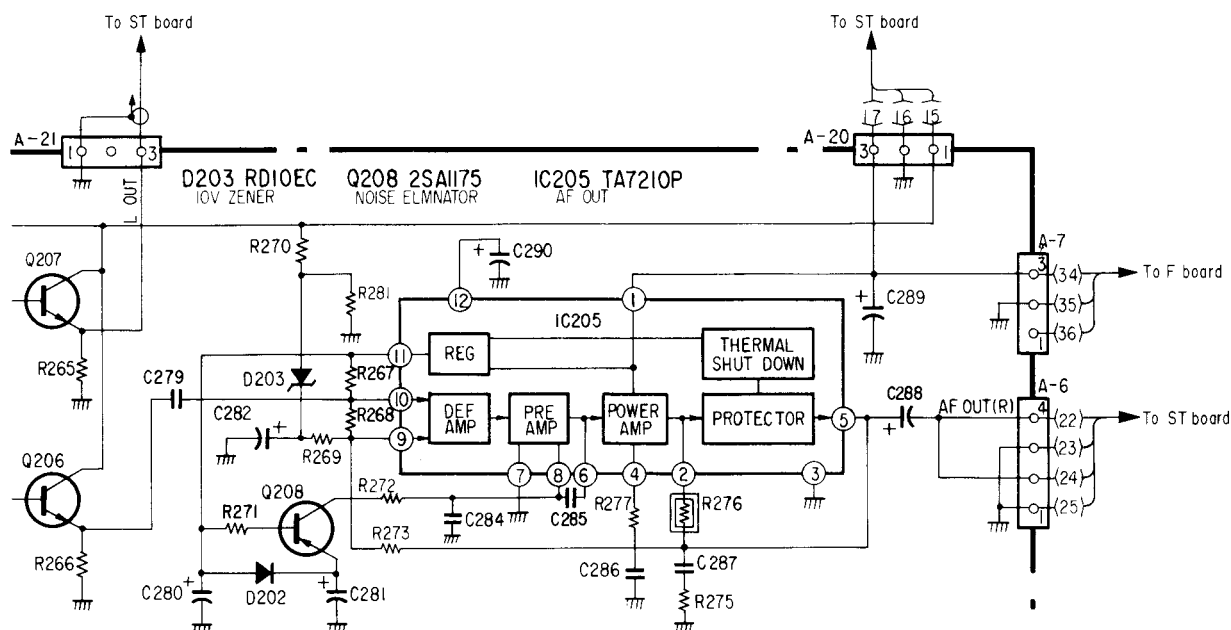 To ST board
To ST board
17 16 15
A-21
1 3
A-20
3 1
L OUT
D203 RD10EC
10V ZENER
Q208 2SA1175
NOISE ELMNATOR
IC205 TA7210P
AF OUT
R270
+ C290
A-7
Q207
R281
12
1
3
(34)
To F board
+ C289
(35)
IC205
(36)
1
R265
11
REG
THERMAL
SHUT DOWN
R267
C279
D203
A-6
10
DEF
AMP
PRE
AMP
POWER
AMP
PROTECTOR
5
C288
+
AF OUT(R)
4
(22)
To ST board
C282
+
R268
9
(23)
R269
(24)
Q206
7
8
6
4
2
3
(25)
1
Q208
R272
R277
R276
R271
C284
C285
R273
R266
C286
C287
C280
+
D202
+
C281
R275